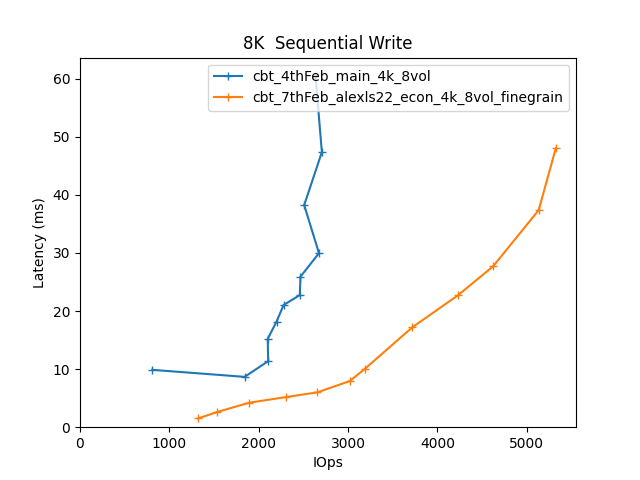 8K  Sequential Write
cbt_4thFeb_main_4k_8vol
cbt_7thFeb_alexls22_econ_4k_8vol_finegrain
Latency (ms)
60
50
40
30
20
10
0
0 1000 2000 3000 4000 5000
IOps